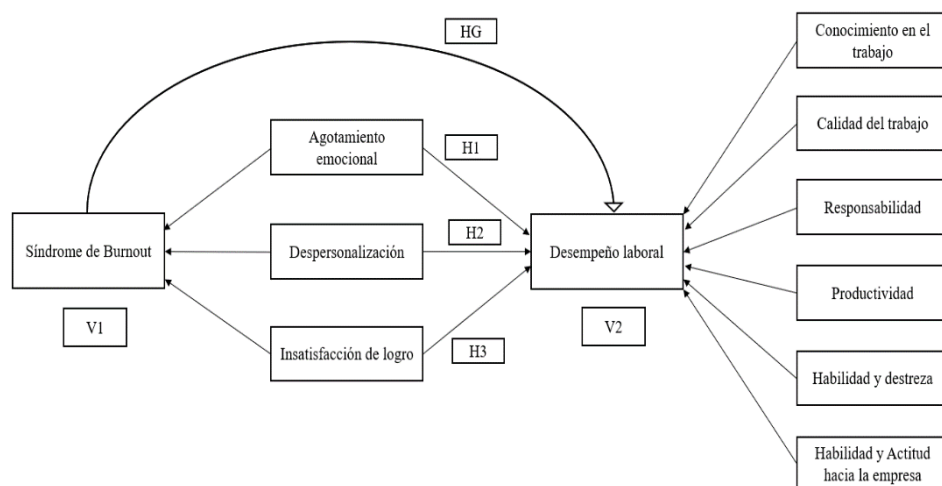 HG
Conocimiento en el
trabajo
Agotamiento
emocional
H1
Calidad del trabajo
Síndrome de Burnout
Despersonalización
H2
Desempeño laboral
Responsabilidad
V1
Insatisfacción de logro
H3
V2
Productividad
Habilidad y destreza
Habilidad y Actitud
hacia la empresa